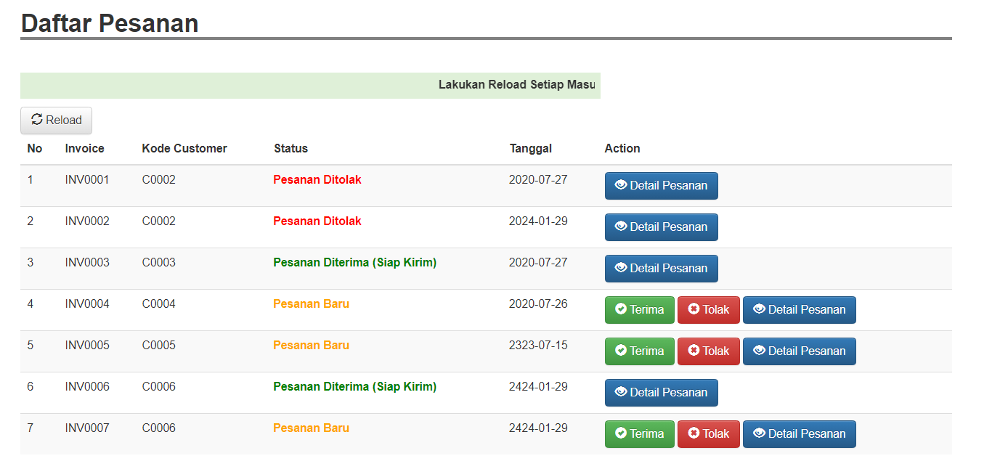 Daftar Pesanan
Lakukan Reload Setiap Masu
Reload
No Invoice Kode Customer Status Tanggal Action
1 INV0001 C0002 Pesanan Ditolak 2020-07-27 Detail Pesanan
2 INV0002 C0002 Pesanan Ditolak 2024-01-29 Detail Pesanan
3 INV0003 C0003 Pesanan Diterima (Siap Kirim) 2020-07-27 Detail Pesanan
4 INV0004 C0004 Pesanan Baru 2020-07-26 Terima Tolak Detail Pesanan
5 INV0005 C0005 Pesanan Baru 2323-07-15 Terima Tolak Detail Pesanan
6 INV0006 C0006 Pesanan Diterima (Siap Kirim) 2424-01-29 Detail Pesanan
7 INV0007 C0006 Pesanan Baru 2424-01-29 Terima Tolak Detail Pesanan